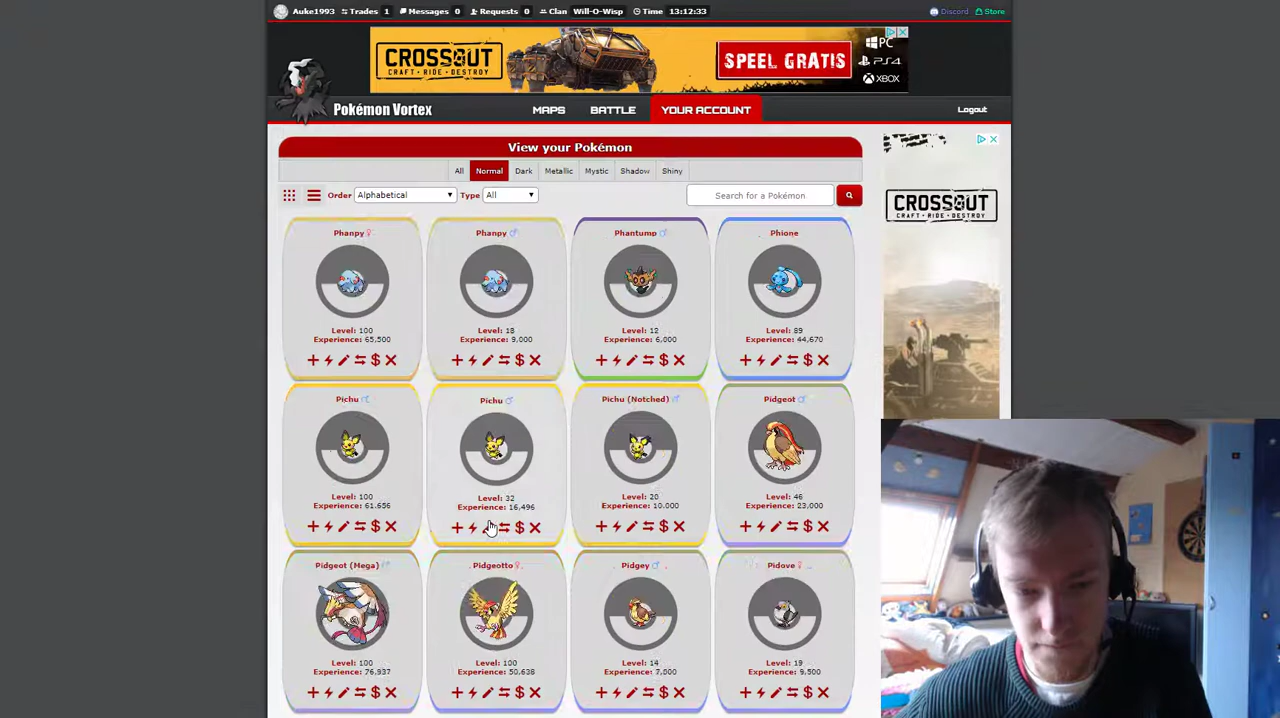 Auke1993 Trades 1 Messages 0 Requests 0 Clan Will-O-Wisp Time 13:12:33 Discord Store
CROSSOUT
CRAFT • RIDE • DESTROY
SPEEL GRATIS
PC
PS4
XBOX
Pokémon Vortex MAPS BATTLE YOUR ACCOUNT Logout
View your Pokémon
All Normal Dark Metallic Mystic Shadow Shiny
Order Alphabetical Type All Search for a Pokémon
CROSSOUT
CRAFT • RIDE • DESTROY
Phanpy♀ Phanpy♂ Phantump♂ Phione
Level: 100 Level: 18 Level: 12 Level: 89
Experience: 65,500 Experience: 9,000 Experience: 6,000 Experience: 44,670
Pichu♂ Pichu♂ Pichu (Notched)♂ Pidgeot♂
Level: 100 Level: 32 Level: 20 Level: 46
Experience: 61,656 Experience: 16,496 Experience: 10,000 Experience: 23,000
Pidgeot (Mega)♂ Pidgeotto♀ Pidgey♂ Pidove♀
Level: 100 Level: 100 Level: 14 Level: 19
Experience: 76,937 Experience: 50,638 Experience: 7,000 Experience: 9,500